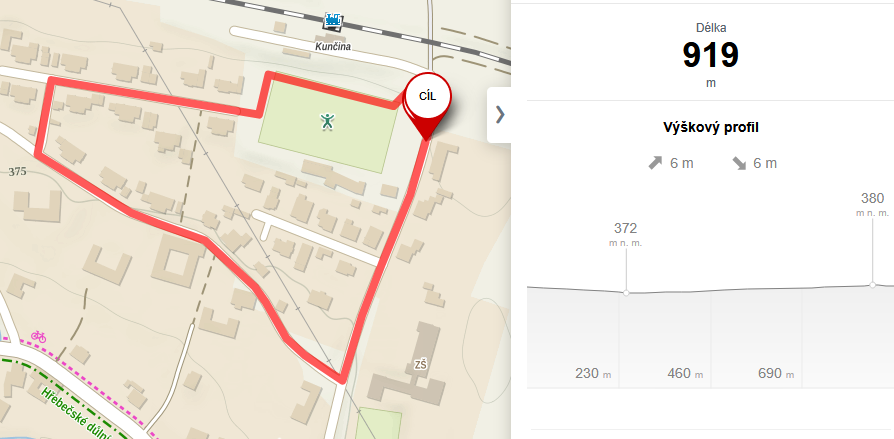 Kunčina
CÍL
375
ZŠ
Hřebečské důlní
Délka
919
m
Výškový profil
6 m
6 m
380
m n. m.
372
m n. m.
230 m
460 m
690 m